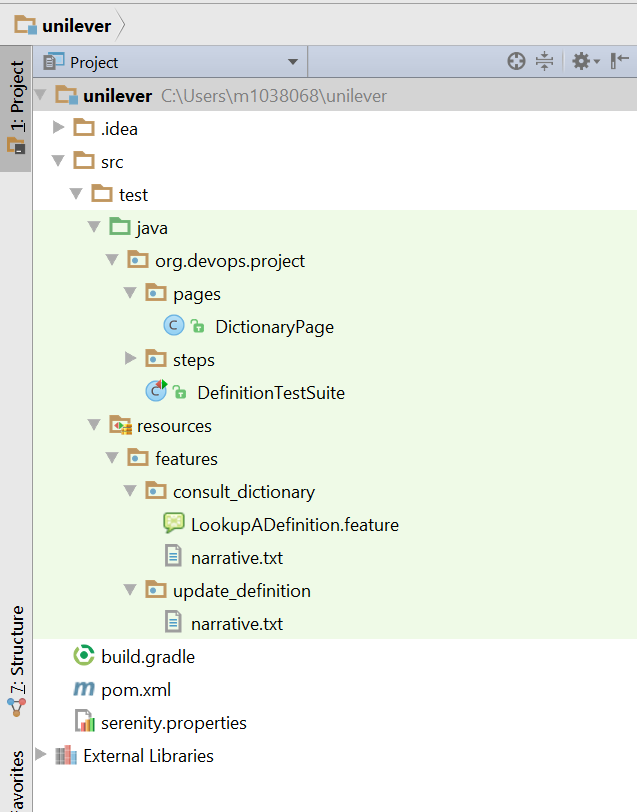 unilever
Project
1: Project
unilever C:\Users\m1038068\unilever
.idea
src
test
java
org.devops.project
pages
C DictionaryPage
steps
C DefinitionTestSuite
resources
features
consult_dictionary
LookupADefinition.feature
narrative.txt
update_definition
narrative.txt
7: Structure
build.gradle
m pom.xml
serenity.properties
External Libraries
avorites